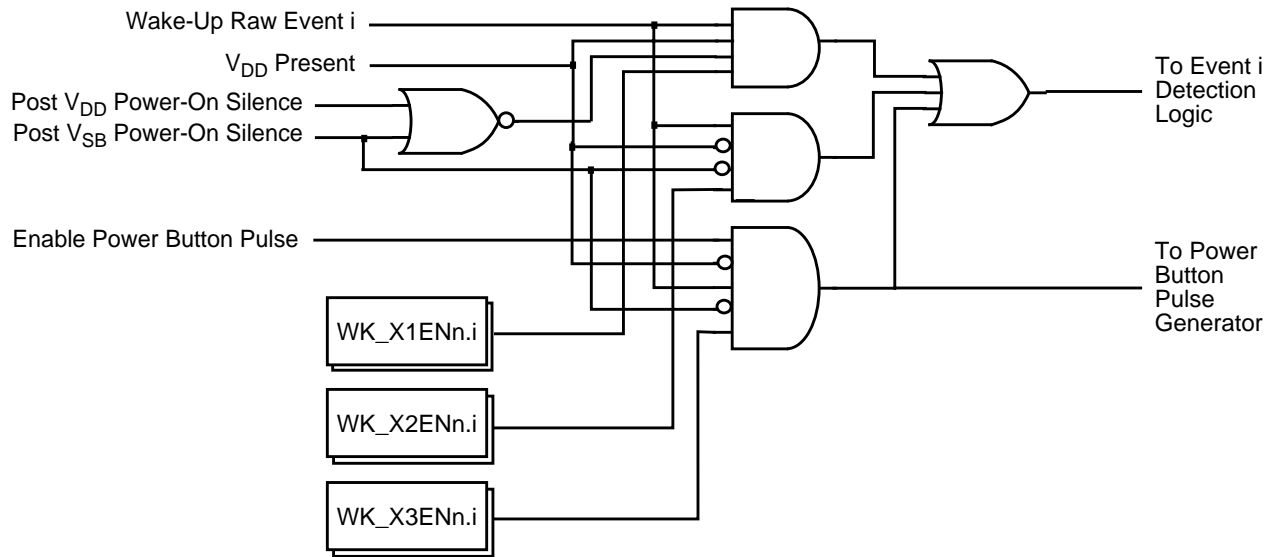 Wake-Up Raw Event i
VDD Present
Post VDD Power-On Silence
Post VSB Power-On Silence
Enable Power Button Pulse
WK_X1ENn.i
WK_X2ENn.i
WK_X3ENn.i
To Event i
Detection
Logic
To Power
Button
Pulse
Generator